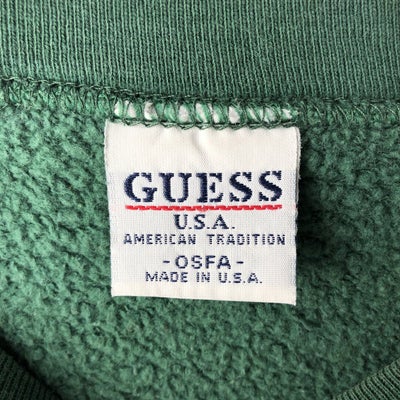 GUESS
U.S.A.
AMERICAN TRADITION
-OSFA-
MADE IN U.S.A.